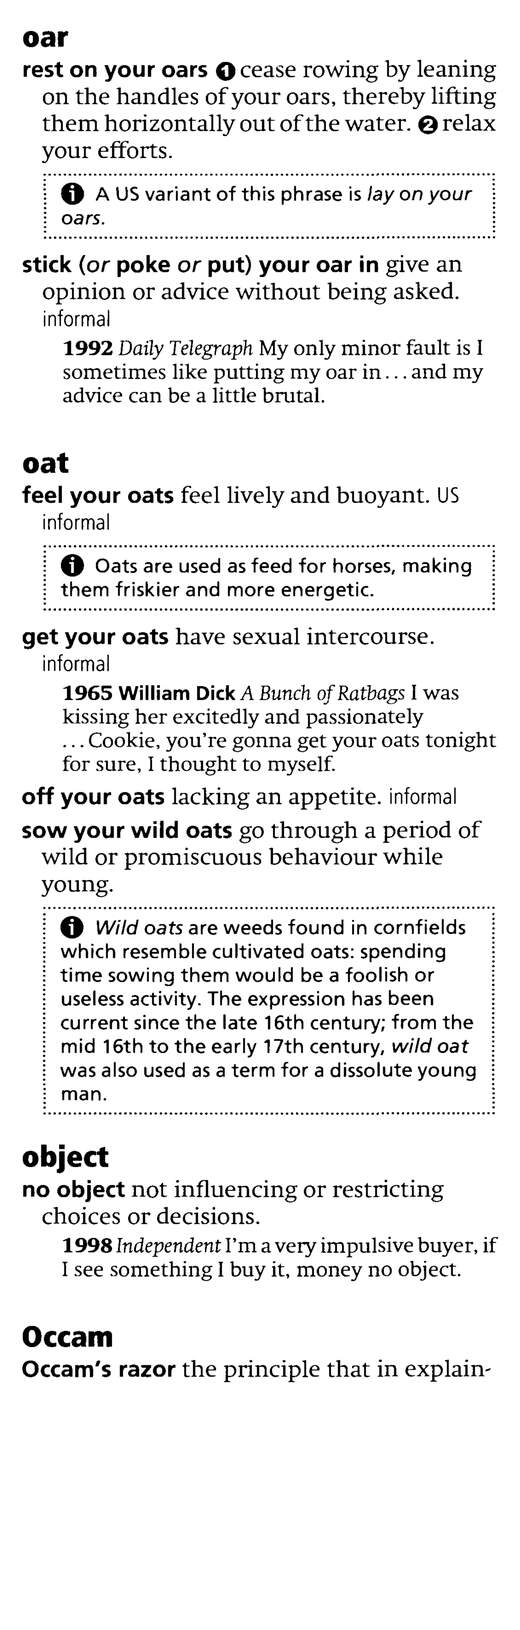 oar
rest on your oars ❶ cease rowing by leaning
on the handles of your oars, thereby lifting
them horizontally out of the water. ❷ relax
your efforts.
ℹ A US variant of this phrase is lay on your
oars.
stick (or poke or put) your oar in give an
opinion or advice without being asked.
informal
1992 Daily Telegraph My only minor fault is I
sometimes like putting my oar in . . . and my
advice can be a little brutal.
oat
feel your oats feel lively and buoyant. US
informal
ℹ Oats are used as feed for horses, making
them friskier and more energetic.
get your oats have sexual intercourse.
informal
1965 William Dick A Bunch of Ratbags I was
kissing her excitedly and passionately
. . . Cookie, you're gonna get your oats tonight
for sure, I thought to myself.
off your oats lacking an appetite. informal
sow your wild oats go through a period of
wild or promiscuous behaviour while
young.
ℹ Wild oats are weeds found in cornfields
which resemble cultivated oats: spending
time sowing them would be a foolish or
useless activity. The expression has been
current since the late 16th century; from the
mid 16th to the early 17th century, wild oat
was also used as a term for a dissolute young
man.
object
no object not influencing or restricting
choices or decisions.
1998 Independent I'm a very impulsive buyer, if
I see something I buy it, money no object.
Occam
Occam's razor the principle that in explain-